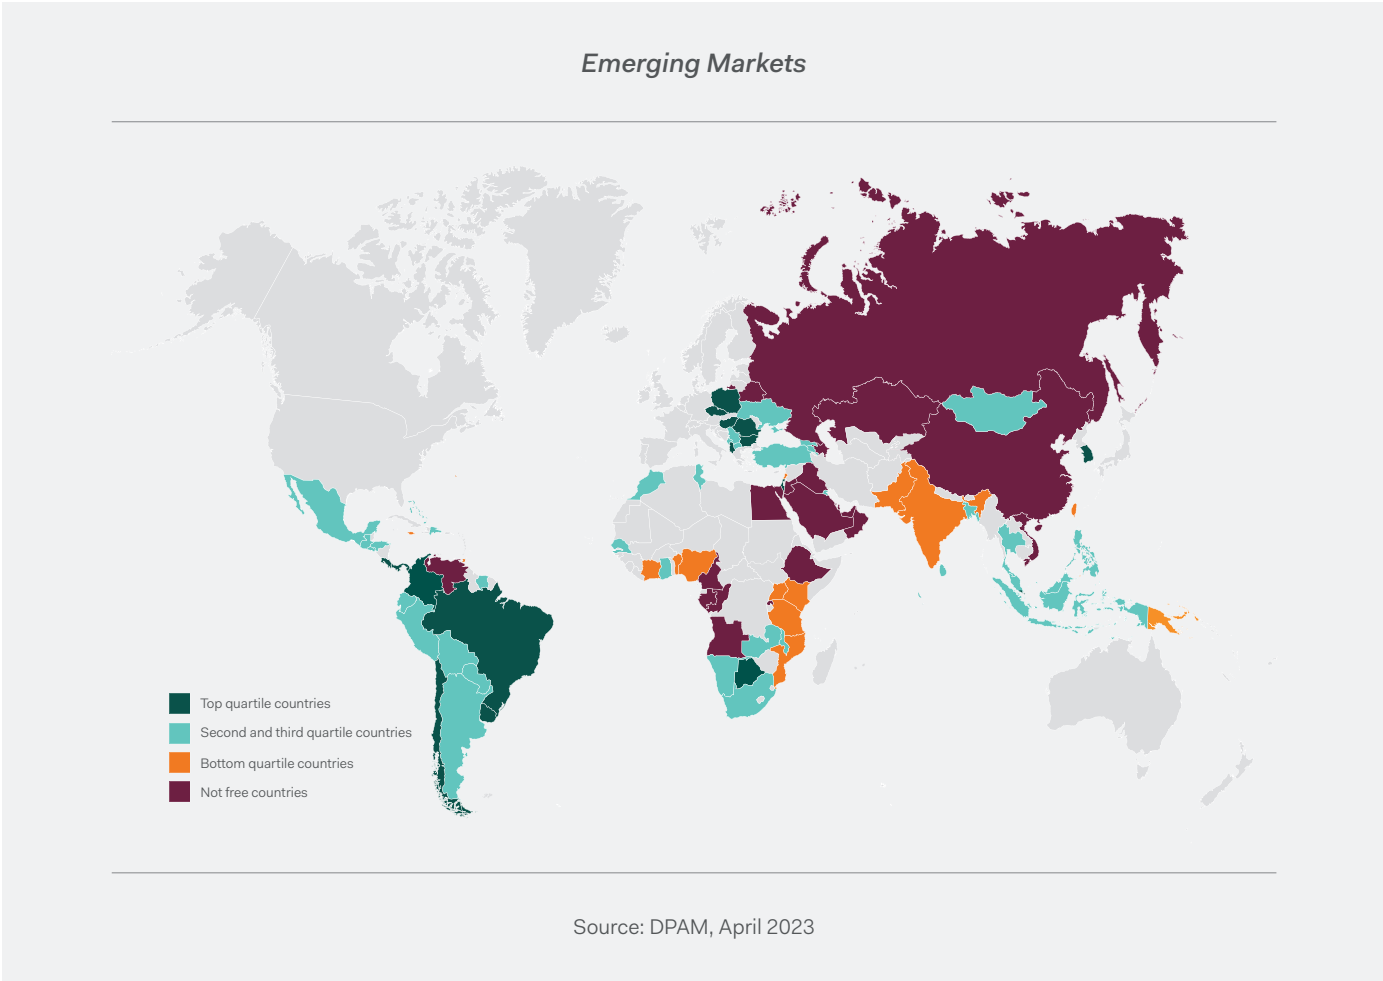 Emerging Markets
Top quartile countries
Second and third quartile countries
Bottom quartile countries
Not free countries
Source: DPAM, April 2023